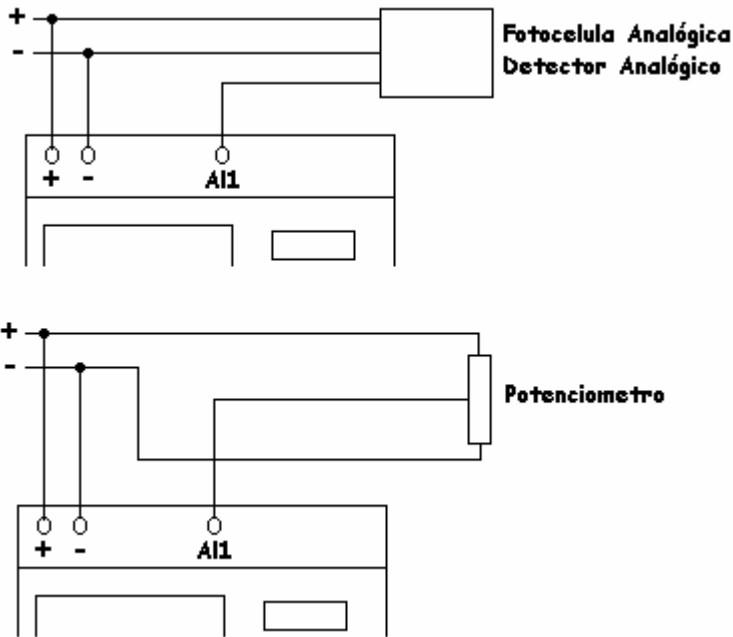 +
-
Fotocelula Analógica
Detector Analógico
+ - AI1
+
-
Potenciometro
+ - AI1